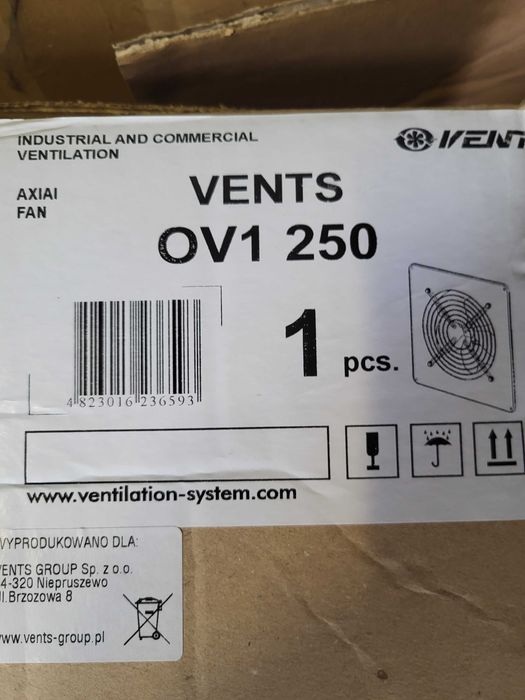 INDUSTRIAL AND COMMERCIAL
VENTILATION
VENT
AXIAL
FAN
VENTS
OV1 250
1 pcs.
4 823016 236593
www.ventilation-system.com
WYPRODUKOWANO DLA:
VENTS GROUP Sp. z o.o.
4-320 Niepruszewo
ul.Brzozowa 8
www.vents-group.pl